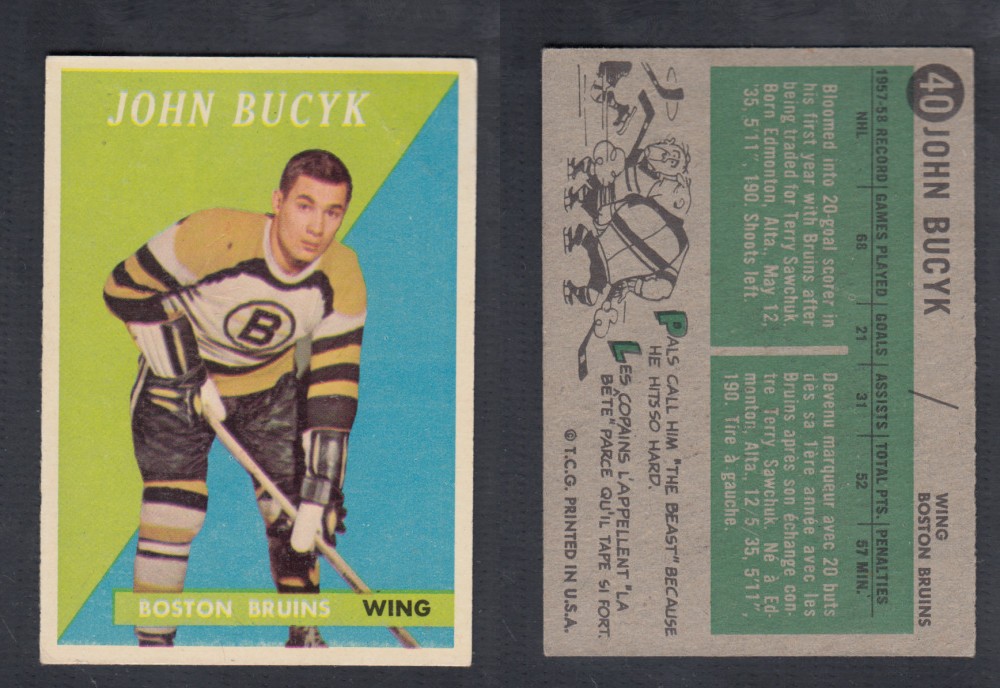 JOHN BUCYK
B
BOSTON BRUINS WING
40 JOHN BUCYK
WING
BOSTON BRUINS
1957-58 RECORD | GAMES PLAYED | GOALS | ASSISTS | TOTAL PTS. | PENALTIES
NHL 68 21 31 52 57 MIN.
Bloomed into 20-goal scorer in
his first year with Bruins after
being traded for Terry Sawchuk.
Born Edmonton, Alta., May 12,
'35, 5'11", 190. Shoots left.
Devenu marqueur avec 20 buts
dès sa 1ère année avec les
Bruins après son échange con-
tre Terry Sawchuk. Né à Ed-
monton, Alta., 12/5/35, 5'11",
190. Tire à gauche.
PALS CALL HIM "THE BEAST" BECAUSE
HE HITS SO HARD.
LES COPAINS L'APPELLENT "LA
BÊTE" PARCE QU'IL TAPE SI FORT.
© T.C.G. PRINTED IN U.S.A.